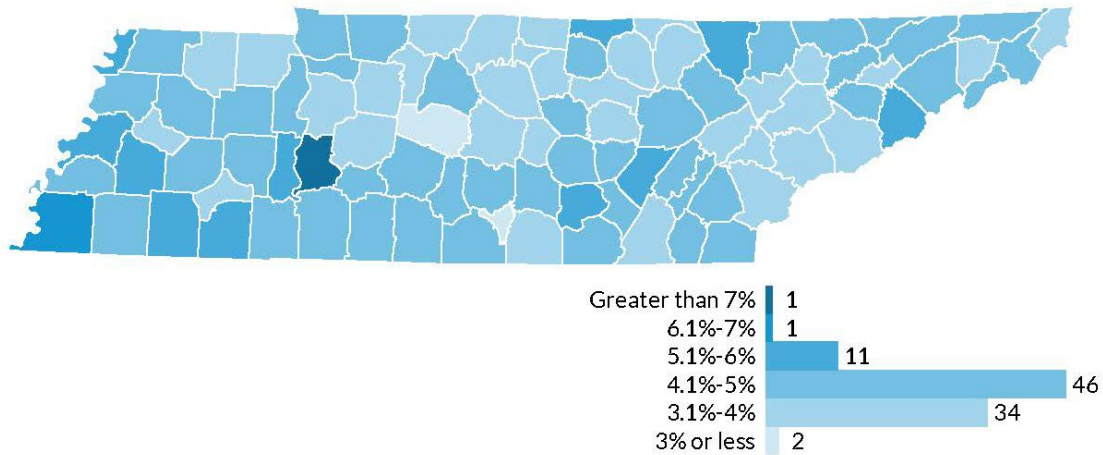 Greater than 7% 1
6.1%-7% 1
5.1%-6% 11
4.1%-5% 46
3.1%-4% 34
3% or less 2